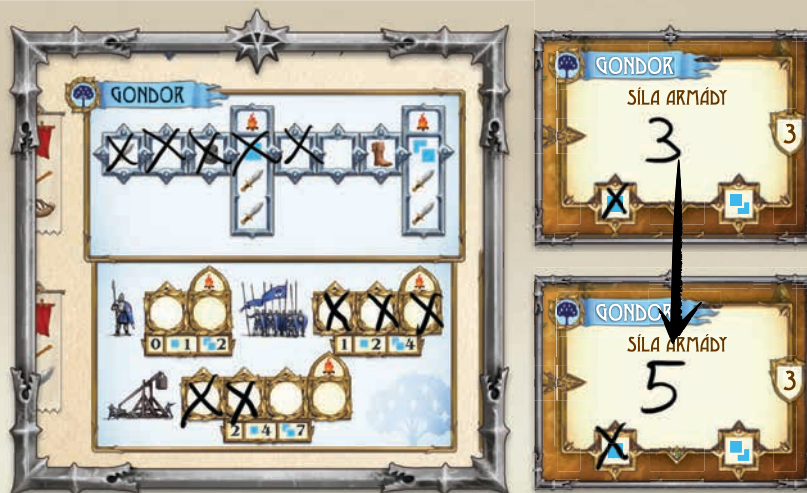 GONDOR
X X X X X
0 1 2
X X X
1 2 4
X X
2 4 7
GONDOR
SÍLA ARMÁDY
3
3
X
GONDOR
SÍLA ARMÁDY
5
3
X